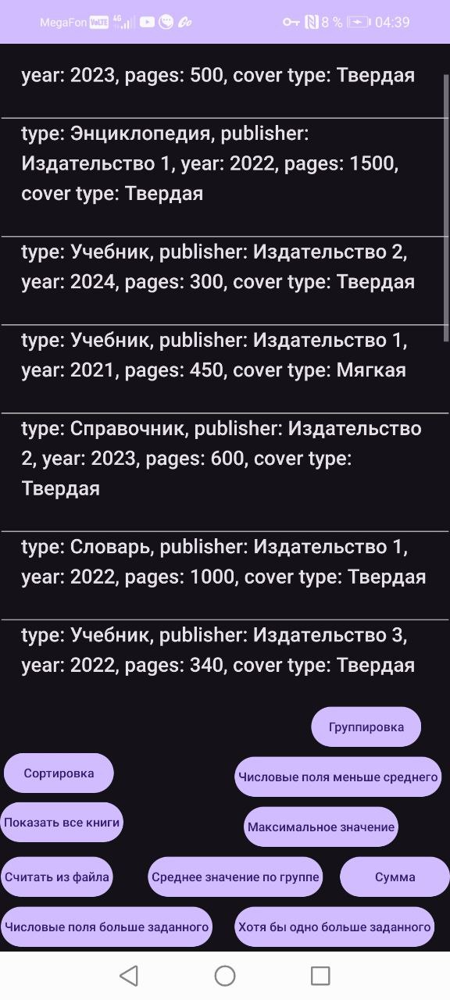 MegaFon VoLTE 4G 8 % 04:39
year: 2023, pages: 500, cover type: Твердая
type: Энциклопедия, publisher:
Издательство 1, year: 2022, pages: 1500,
cover type: Твердая
type: Учебник, publisher: Издательство 2,
year: 2024, pages: 300, cover type: Твердая
type: Учебник, publisher: Издательство 1,
year: 2021, pages: 450, cover type: Мягкая
type: Справочник, publisher: Издательство
2, year: 2023, pages: 600, cover type:
Твердая
type: Словарь, publisher: Издательство 1,
year: 2022, pages: 1000, cover type: Твердая
type: Учебник, publisher: Издательство 3,
year: 2022, pages: 340, cover type: Твердая
Группировка
Сортировка
Числовые поля меньше среднего
Показать все книги
Максимальное значение
Считать из файла
Среднее значение по группе
Сумма
Числовые поля больше заданного
Хотя бы одно больше заданного